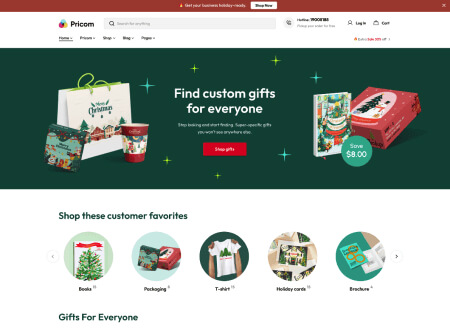 Get your business holiday-ready. Shop Now
Pricom
Search for anything
Hotline: 19008188
Pickup your order for free
Log in
Cart
Home
Pricom
Shop
Blog
Pages
Extra Sale 30% off
Merry
Christmas
Find custom gifts
for everyone
Stop looking and start finding. Super-specific gifts
you won't see anywhere else.
Shop gifts
Save
$8.00
Shop these customer favorites
Books
Packaging
T-shirt
Holiday cards
Brochure
Gifts For Everyone